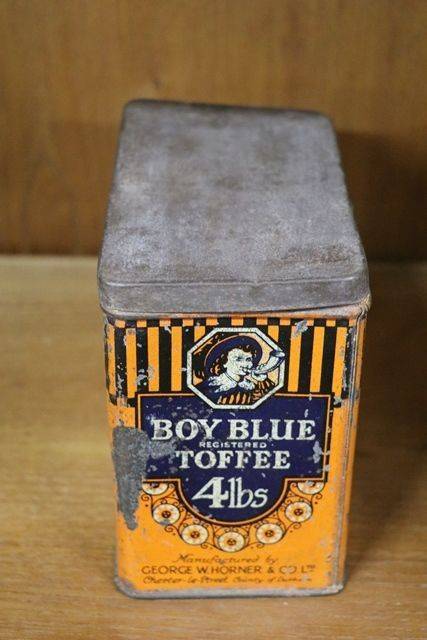 BOY BLUE
REGISTERED
TOFFEE
4lbs
Manufactured by
GEORGE W. HORNER & CO LTD
Chester-le-Street County of Durham